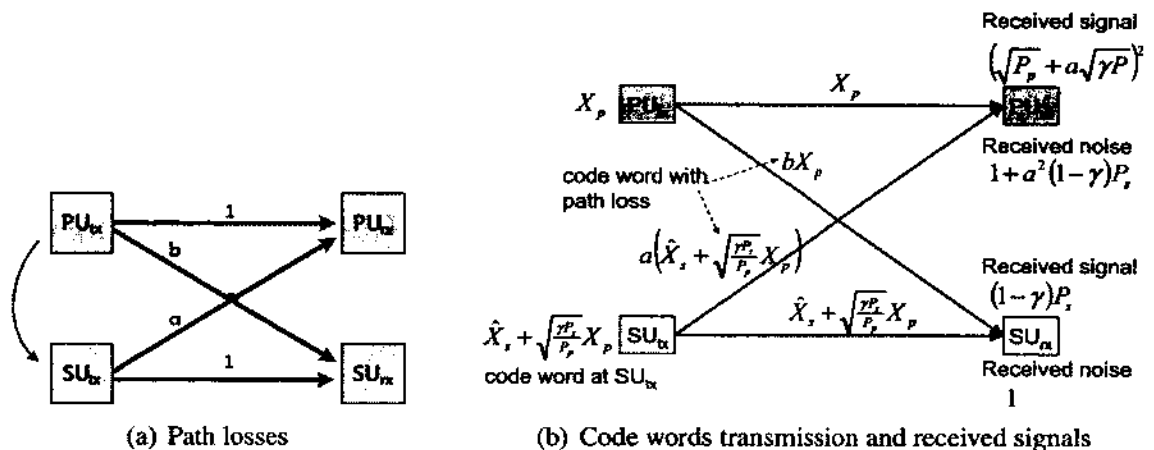 PU_tx
1
PU_rx
b
a
SU_tx
1
SU_rx
(a) Path losses
Received signal
(√P_p + a√γP)²
X_p
X_p
Received noise
1+a²(1-γ)P_s
code word with
path loss
bX_p
a(X̂_s + √(γP_s/P_p) X_p)
Received signal
(1-γ)P_s
X̂_s + √(γP_s/P_p) X_p
SU_tx
X̂_s + √(γP_s/P_p) X_p
SU_rx
code word at SU_tx
Received noise
1
(b) Code words transmission and received signals